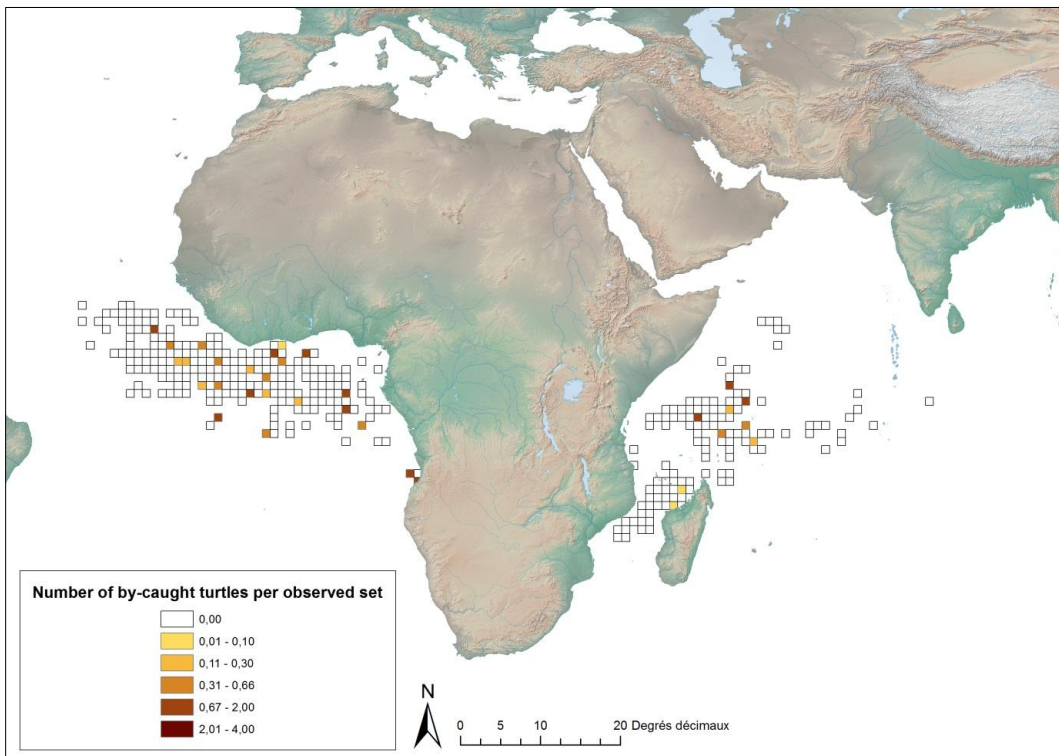 Number of by-caught turtles per observed set
0,00
0,01 - 0,10
0,11 - 0,30
0,31 - 0,66
0,67 - 2,00
2,01 - 4,00
N
0 5 10 20 Degrés décimaux